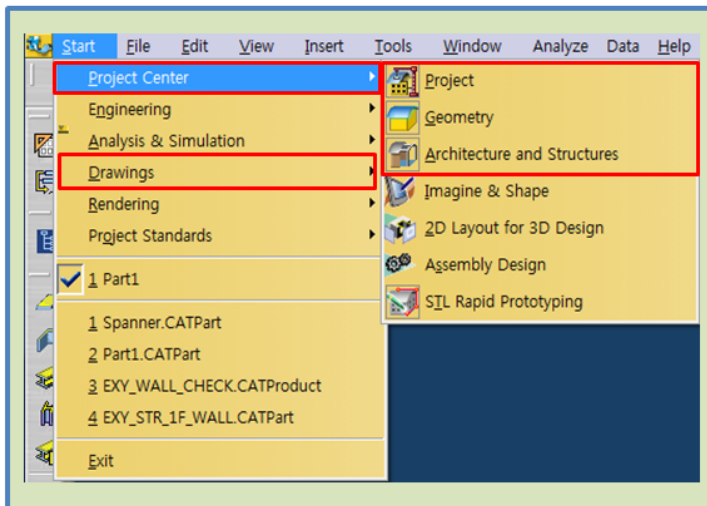 Start File Edit View Insert Tools Window Analyze Data Help
Project Center
Engineering
Analysis & Simulation
Drawings
Rendering
Project Standards
1 Part1
1 Spanner.CATPart
2 Part1.CATPart
3 EXY_WALL_CHECK.CATProduct
4 EXY_STR_1F_WALL.CATPart
Exit
Project
Geometry
Architecture and Structures
Imagine & Shape
2D Layout for 3D Design
Assembly Design
STL Rapid Prototyping